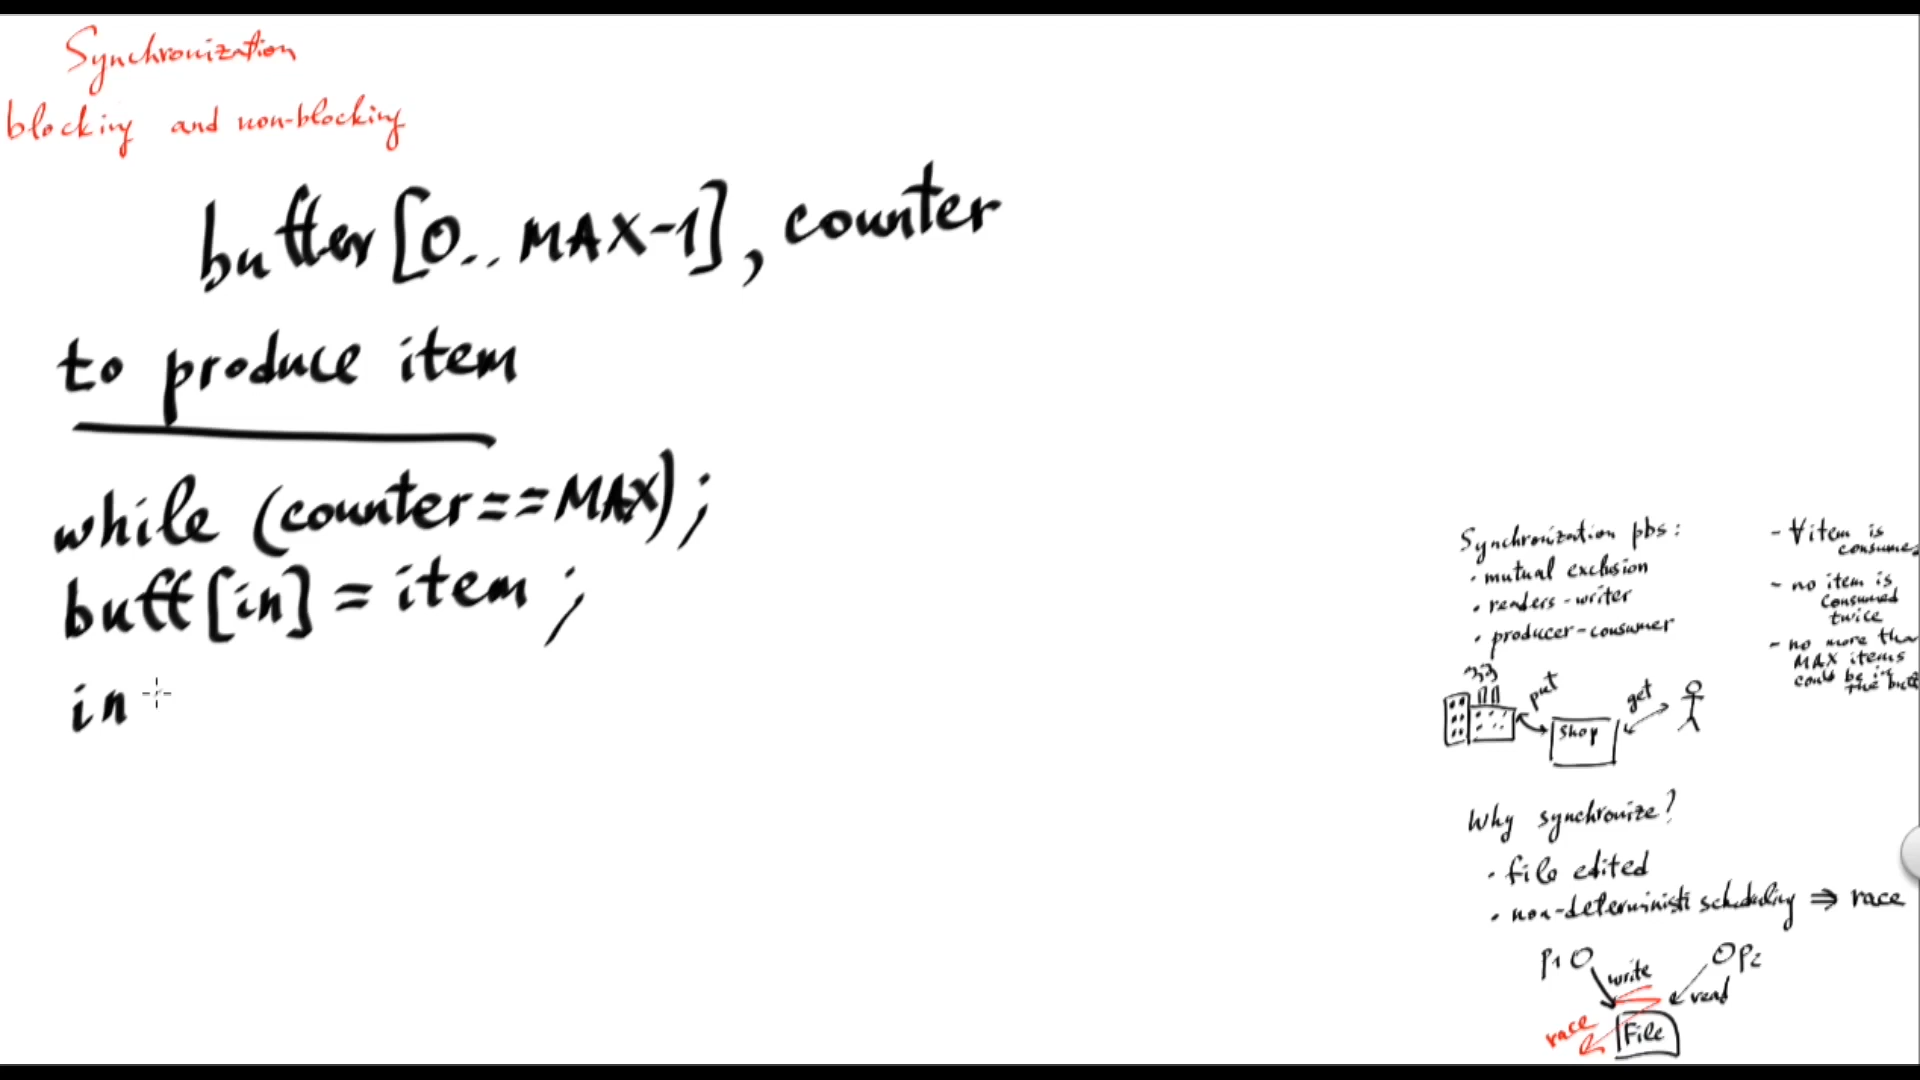 Synchronization
blocking and non-blocking
buffer[0..MAX-1], counter
to produce item
while (counter==MAX);
buff[in] = item;
in
Synchronization pbs:
· mutual exclusion
· readers-writer
· producer-consumer
put
get
shop
- ∀item is
consumed
- no item is
consumed
twice
- no more tha
MAX items
could be in
the buff
Why synchronize?
· file edited
· non-deterministi scheduling ⇒ race
P1
P2
write
read
race
File